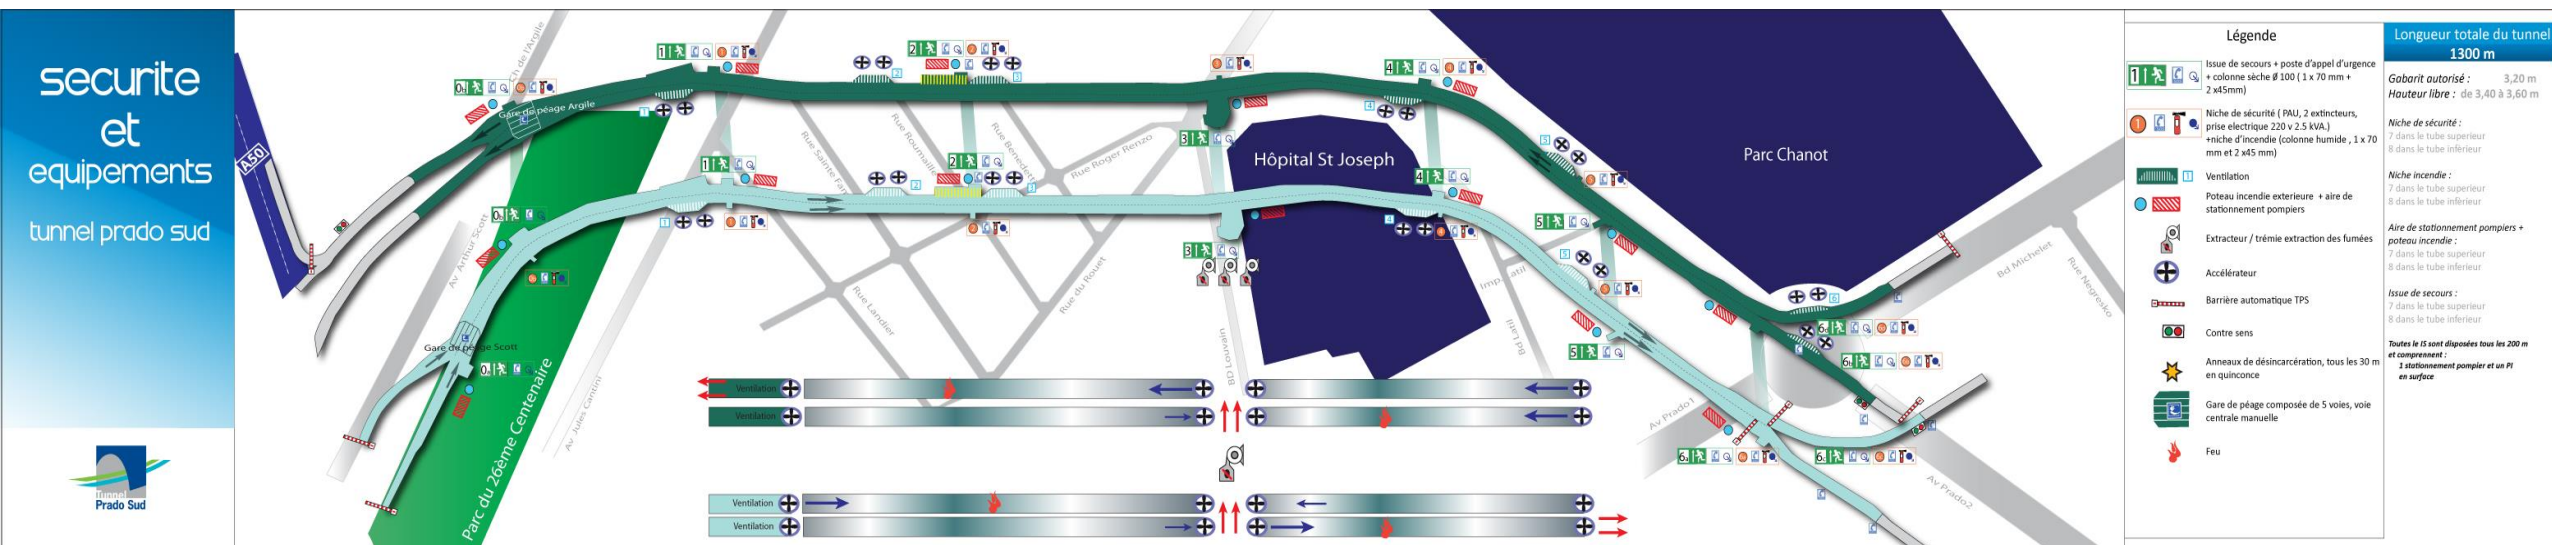 securite
et
equipements
tunnel prado sud
Tunnel
Prado Sud
A50
Ch de l'Argile
Gare de péage Argile
Av Arthur Scott
Gare de péage Scott
Parc du 26ème Centenaire
Av Jules Cantini
Rue Landier
Rue du Rouet
Rue Roger Renzo
BD Louvain
Hôpital St Joseph
Parc Chanot
Av Prado1
Av Prado2
Bd Michelet
Rue Negresko
Ventilation
Ventilation
Ventilation
Ventilation
Légende
Issue de secours + poste d'appel d'urgence
+ colonne sèche Ø 100 ( 1 x 70 mm +
2 x45mm)
Niche de sécurité ( PAU, 2 extincteurs,
prise electrique 220 v 2.5 kVA.)
+niche d'incendie (colonne humide , 1 x 70
mm et 2 x45 mm)
Ventilation
Poteau incendie exterieure + aire de
stationnement pompiers
Extracteur / trémie extraction des fumées
Accélérateur
Barrière automatique TPS
Contre sens
Anneaux de désincarcération, tous les 30 m
en quinconce
Gare de péage composée de 5 voies, voie
centrale manuelle
Feu
Longueur totale du tunnel
1300 m
Gabarit autorisé : 3,20 m
Hauteur libre : de 3,40 à 3,60 m
Niche de sécurité :
7 dans le tube superieur
8 dans le tube inférieur
Niche incendie :
7 dans le tube superieur
8 dans le tube inférieur
Aire de stationnement pompiers +
poteau incendie :
7 dans le tube superieur
8 dans le tube inferieur
Issue de secours :
7 dans le tube superieur
8 dans le tube inferieur
Toutes le IS sont disposées tous les 200 m
et comprennent :
1 stationnement pompier et un PI
en surface